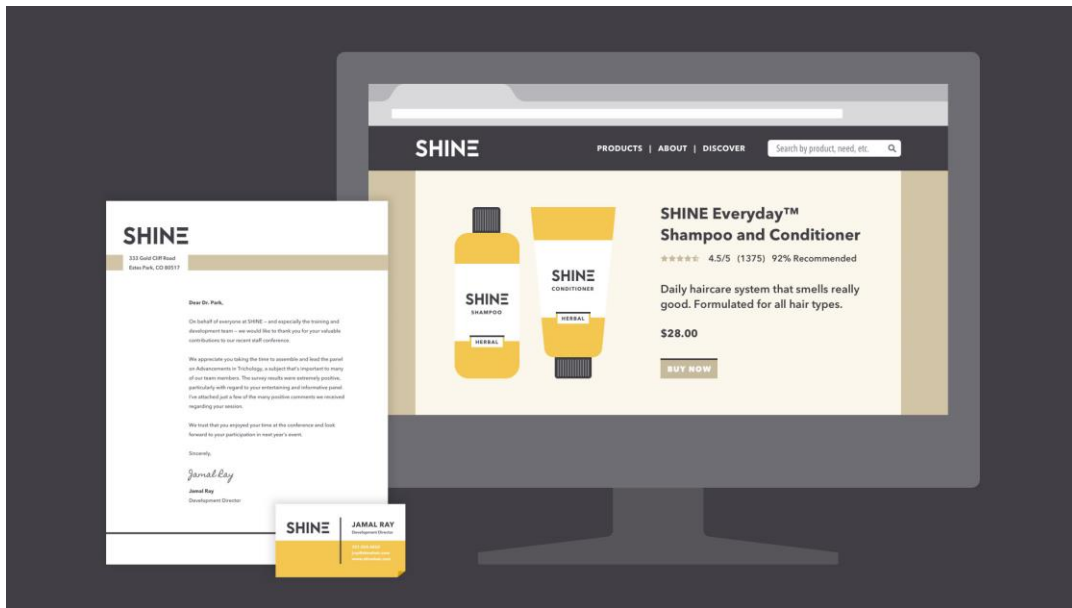 SHINE
PRODUCTS | ABOUT | DISCOVER
Search by product, need, etc.
SHINE
SHAMPOO
HERBAL
SHINE
CONDITIONER
HERBAL
SHINE Everyday™
Shampoo and Conditioner
4.5/5 (1375) 92% Recommended
Daily haircare system that smells really
good. Formulated for all hair types.
$28.00
BUY NOW
SHINE
333 Gold Cliff Road
Estes Park, CO 80517
Dear Dr. Park,
On behalf of everyone at SHINE – and especially the training and
development team – we would like to thank you for your valuable
contributions to our recent staff conference.
We appreciate you taking the time to assemble and lead the panel
on Advancements in Trichology, a subject that's important to many
of our team members. The survey results were extremely positive,
particularly with regard to your entertaining and informative panel.
I've attached just a few of the many positive comments we received
regarding your session.
We trust that you enjoyed your time at the conference and look
forward to your participation in next year's event.
Sincerely,
Jamal Ray
Jamal Ray
Development Director
SHINE
JAMAL RAY
Development Director